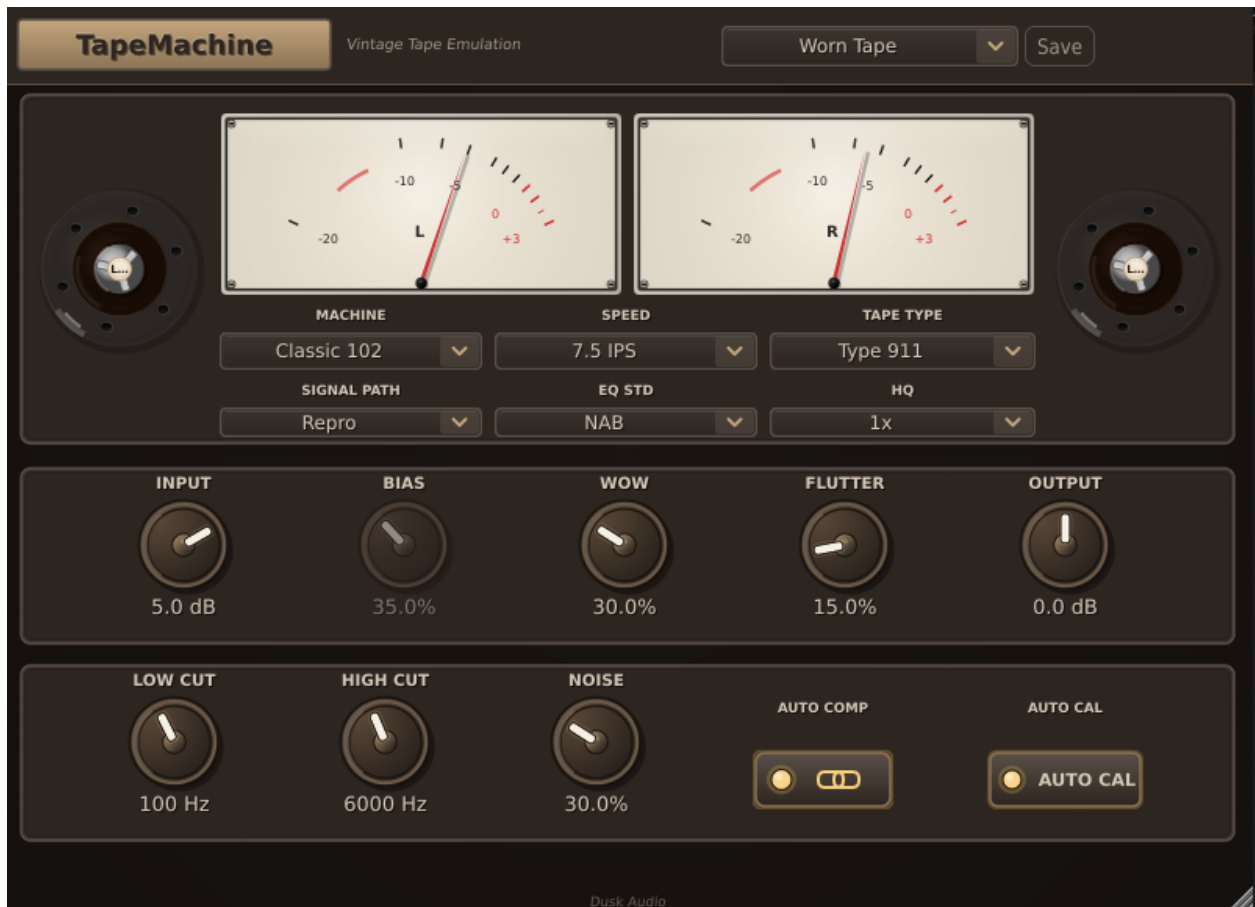 TapeMachine
Vintage Tape Emulation
Worn Tape
Save
-20
-10
-5
0
+3
L
-20
-10
-5
0
+3
R
L...
L...
MACHINE
SPEED
TAPE TYPE
Classic 102
7.5 IPS
Type 911
SIGNAL PATH
EQ STD
HQ
Repro
NAB
1x
INPUT
BIAS
WOW
FLUTTER
OUTPUT
5.0 dB
35.0%
30.0%
15.0%
0.0 dB
LOW CUT
HIGH CUT
NOISE
AUTO COMP
AUTO CAL
AUTO CAL
100 Hz
6000 Hz
30.0%
Dusk Audio